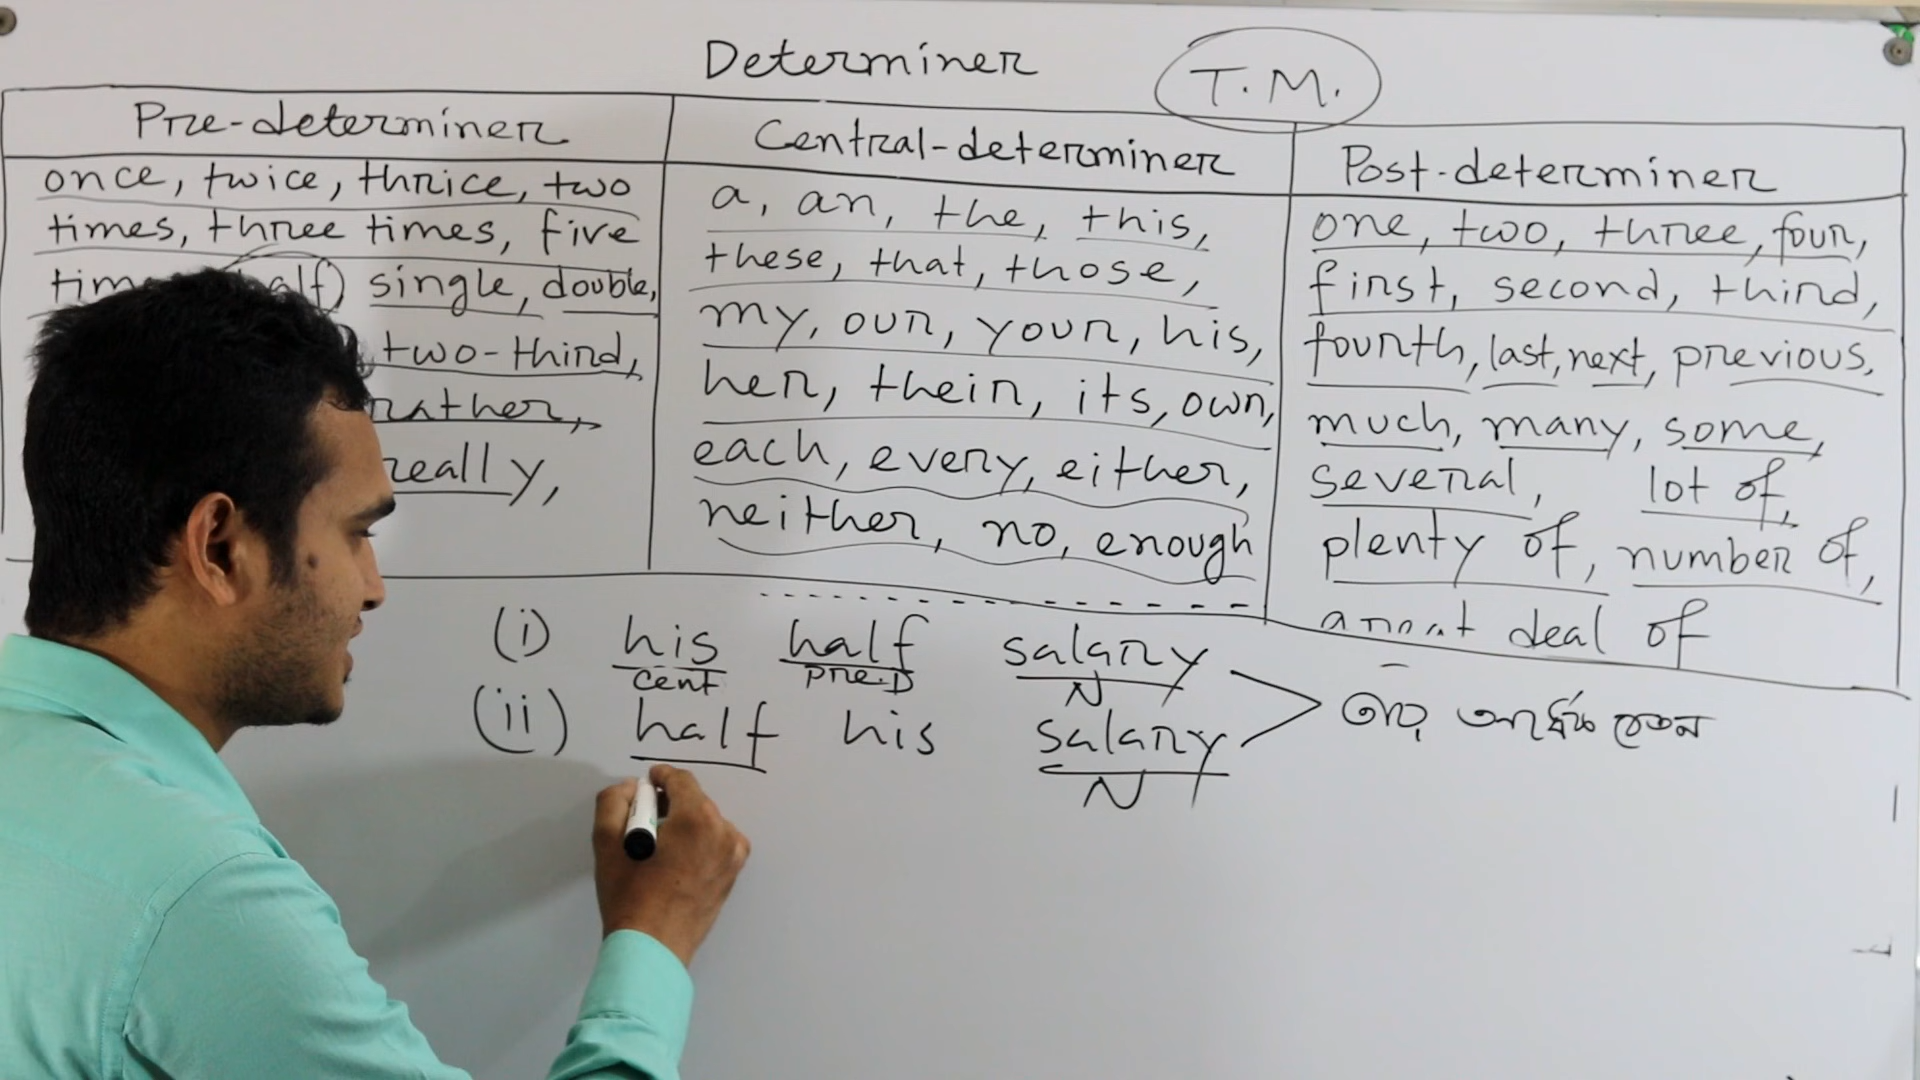 Determiner
T.M.
Pre-determiner
once, twice, thrice, two
times, three times, five
single, double,
two-third,
rather,
really,
Central-determiner
a, an, the, this,
these, that, those,
my, our, your, his,
her, their, its, own,
each, every, either,
neither, no, enough
Post-determiner
one, two, three, four,
first, second, third,
fourth, last, next, previous,
much, many, some,
several, lot of,
plenty of, number of,
deal of
(i) his half salary
cent pre.D N
(ii) half his salary
N
তার অর্ধেক বেতন